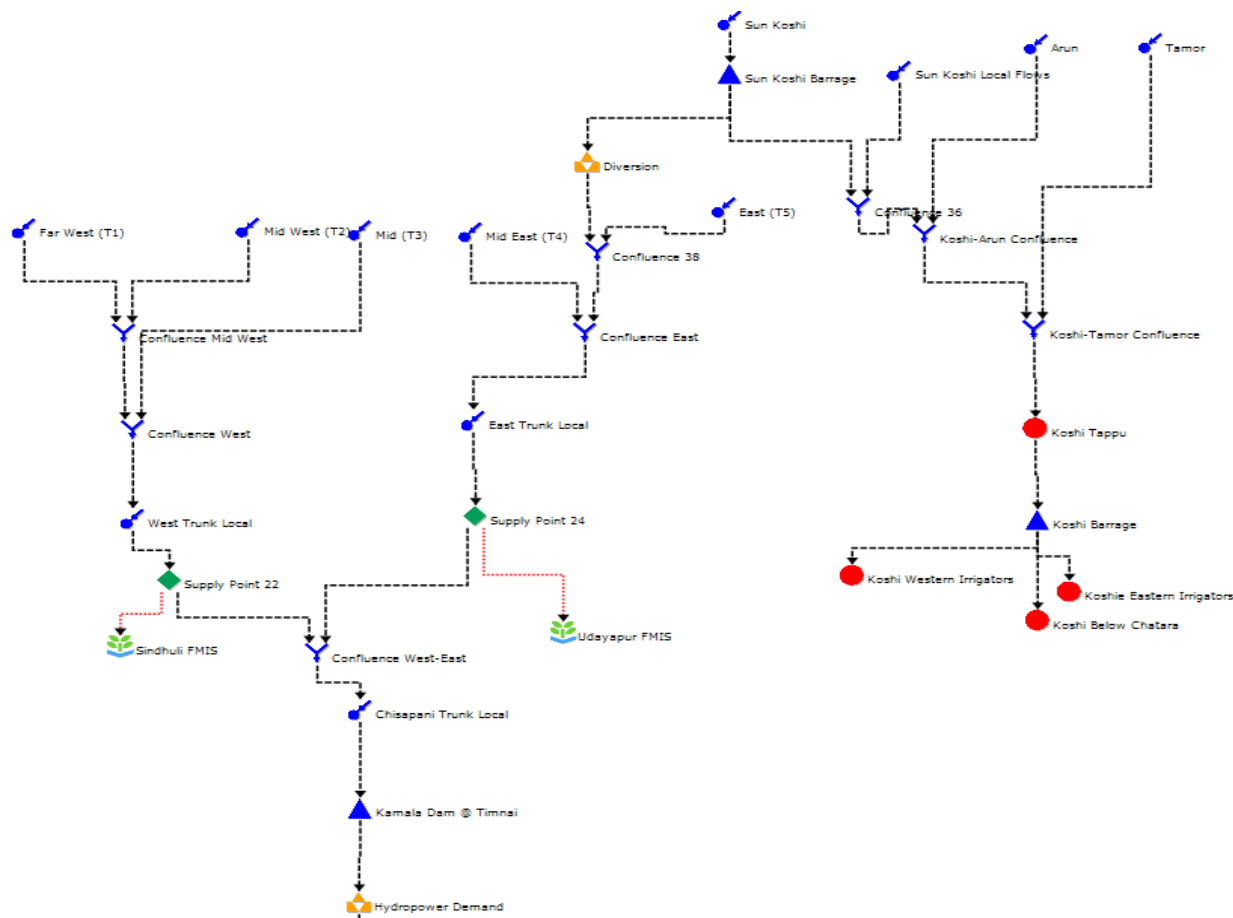 Sun Koshi
Arun
Tamor
Sun Koshi Barrage
Sun Koshi Local Flows
Diversion
Far West (T1)
Mid West (T2)
Mid (T3)
Mid East (T4)
East (T5)
Confluence 36
Koshi-Arun Confluence
Confluence 38
Confluence Mid West
Confluence East
Koshi-Tamor Confluence
Confluence West
East Trunk Local
Koshi Tappu
West Trunk Local
Supply Point 24
Koshi Barrage
Supply Point 22
Koshi Western Irrigators
Koshie Eastern Irrigators
Koshi Below Chatara
Sindhuli FMIS
Udayapur FMIS
Confluence West-East
Chisapani Trunk Local
Kamala Dam @ Timnai
Hydropower Demand